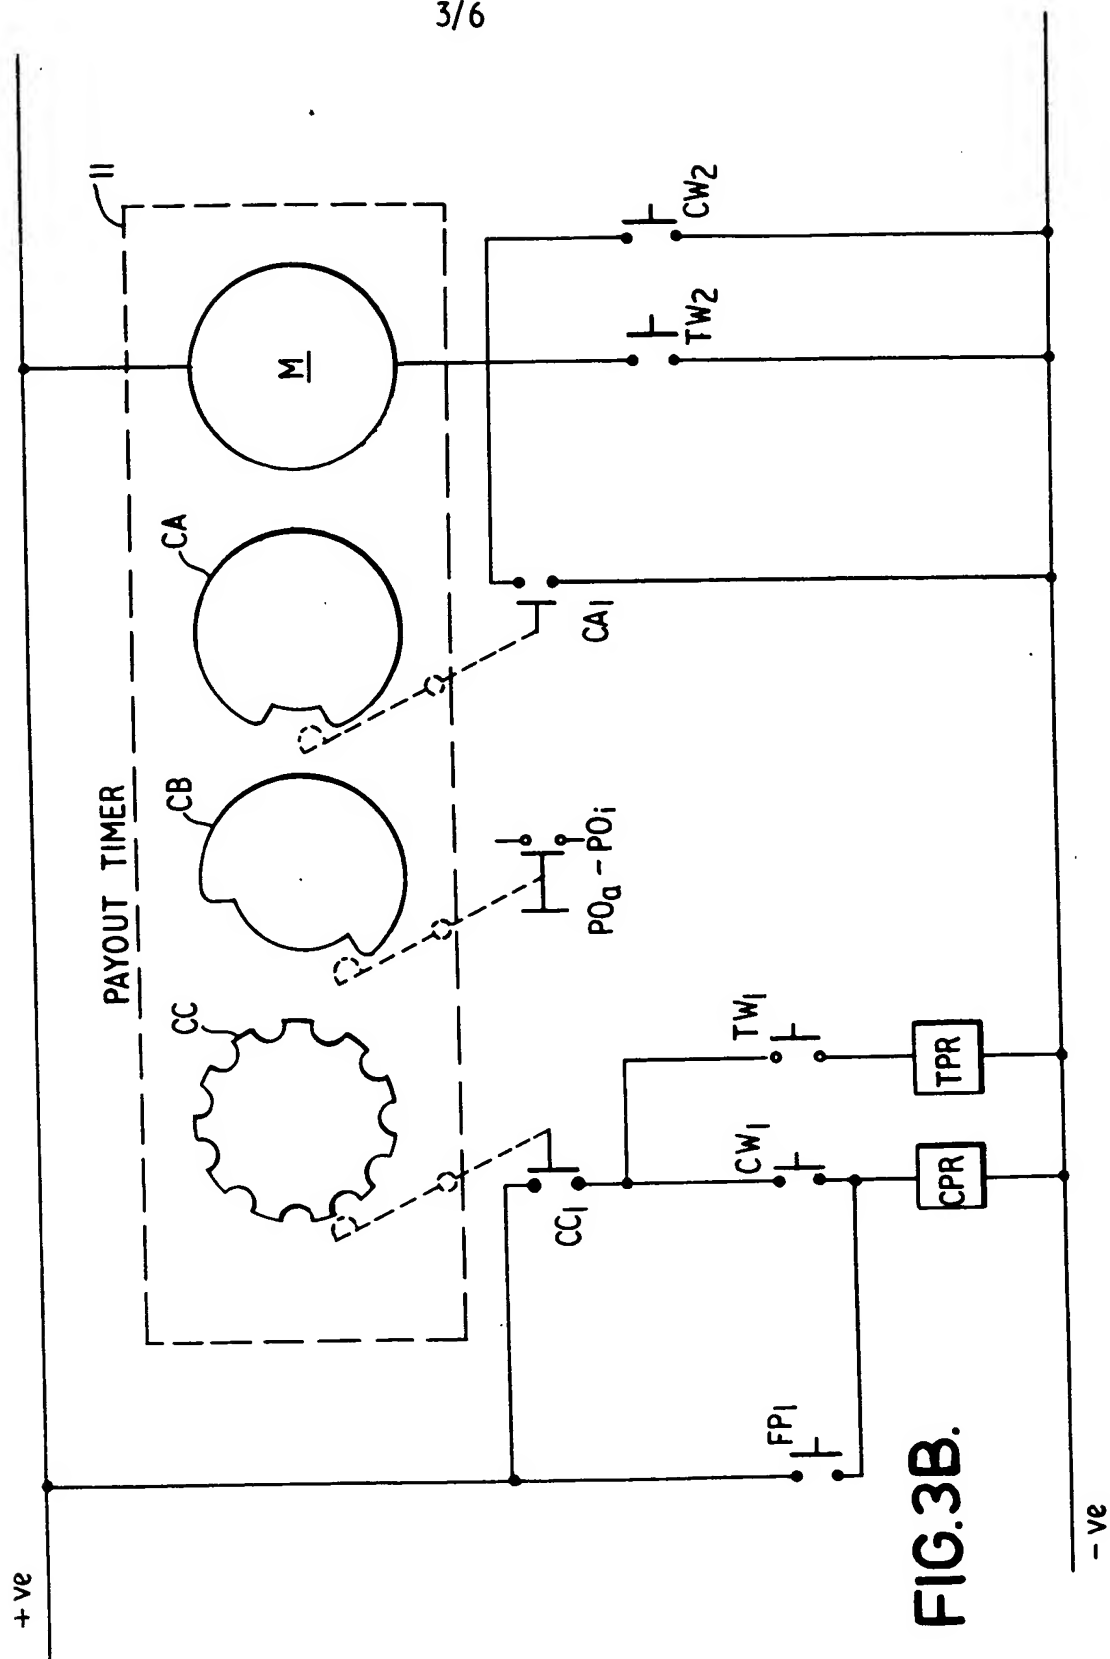 3/6
+ve
PAYOUT TIMER
11
CC
CB
CA
M
CC1
POa - POi
CA1
FP1
CW1
TW1
TW2
CW2
CPR
TPR
-ve
FIG.3B.